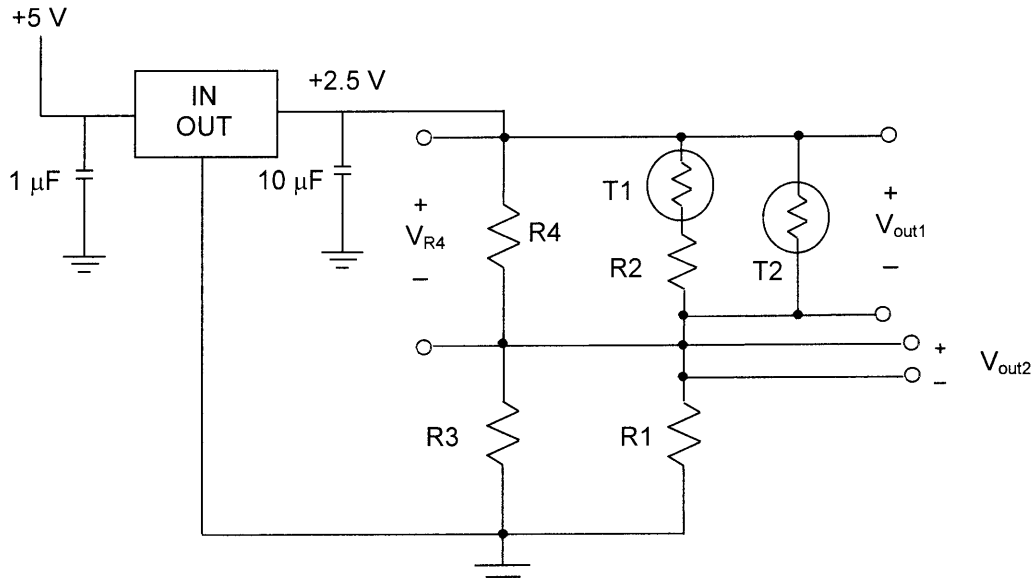 +5 V
+2.5 V
IN
OUT
1 μF
10 μF
+
V_R4
−
R4
T1
R2
T2
+
V_out1
−
+
−
V_out2
R3
R1